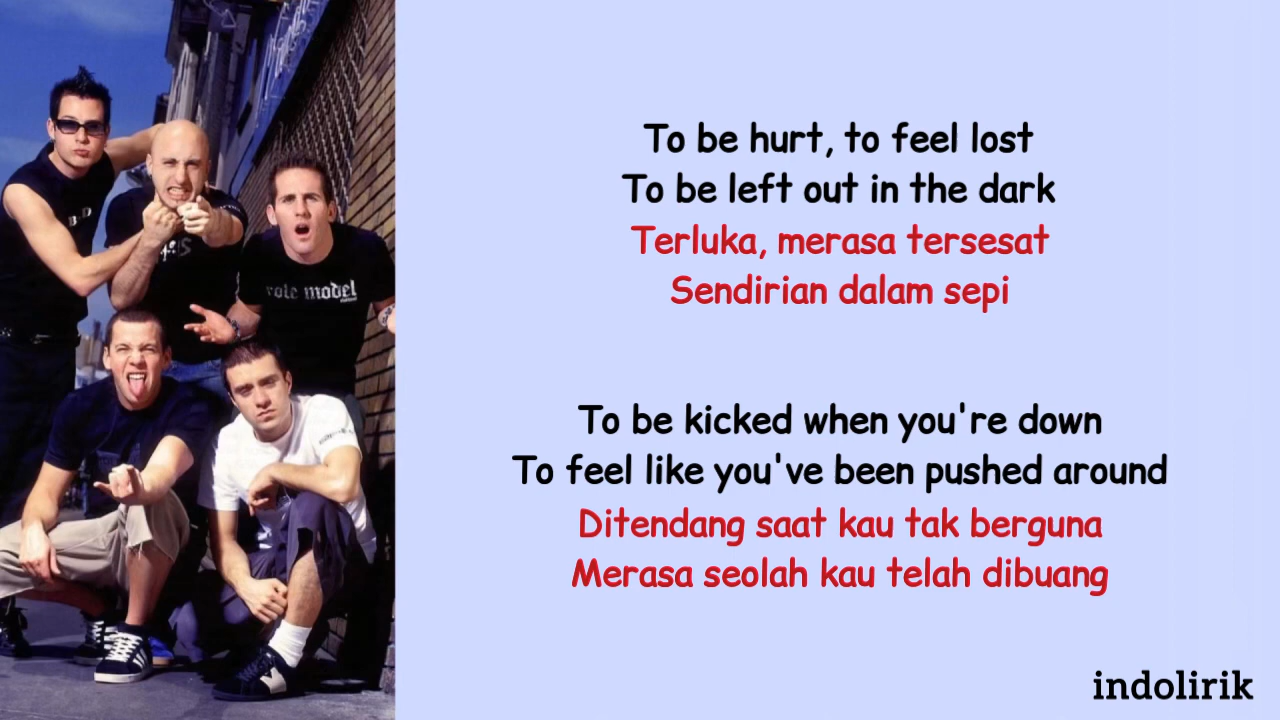 To be hurt, to feel lost
To be left out in the dark
Terluka, merasa tersesat
Sendirian dalam sepi
To be kicked when you're down
To feel like you've been pushed around
Ditendang saat kau tak berguna
Merasa seolah kau telah dibuang
role model
indolirik